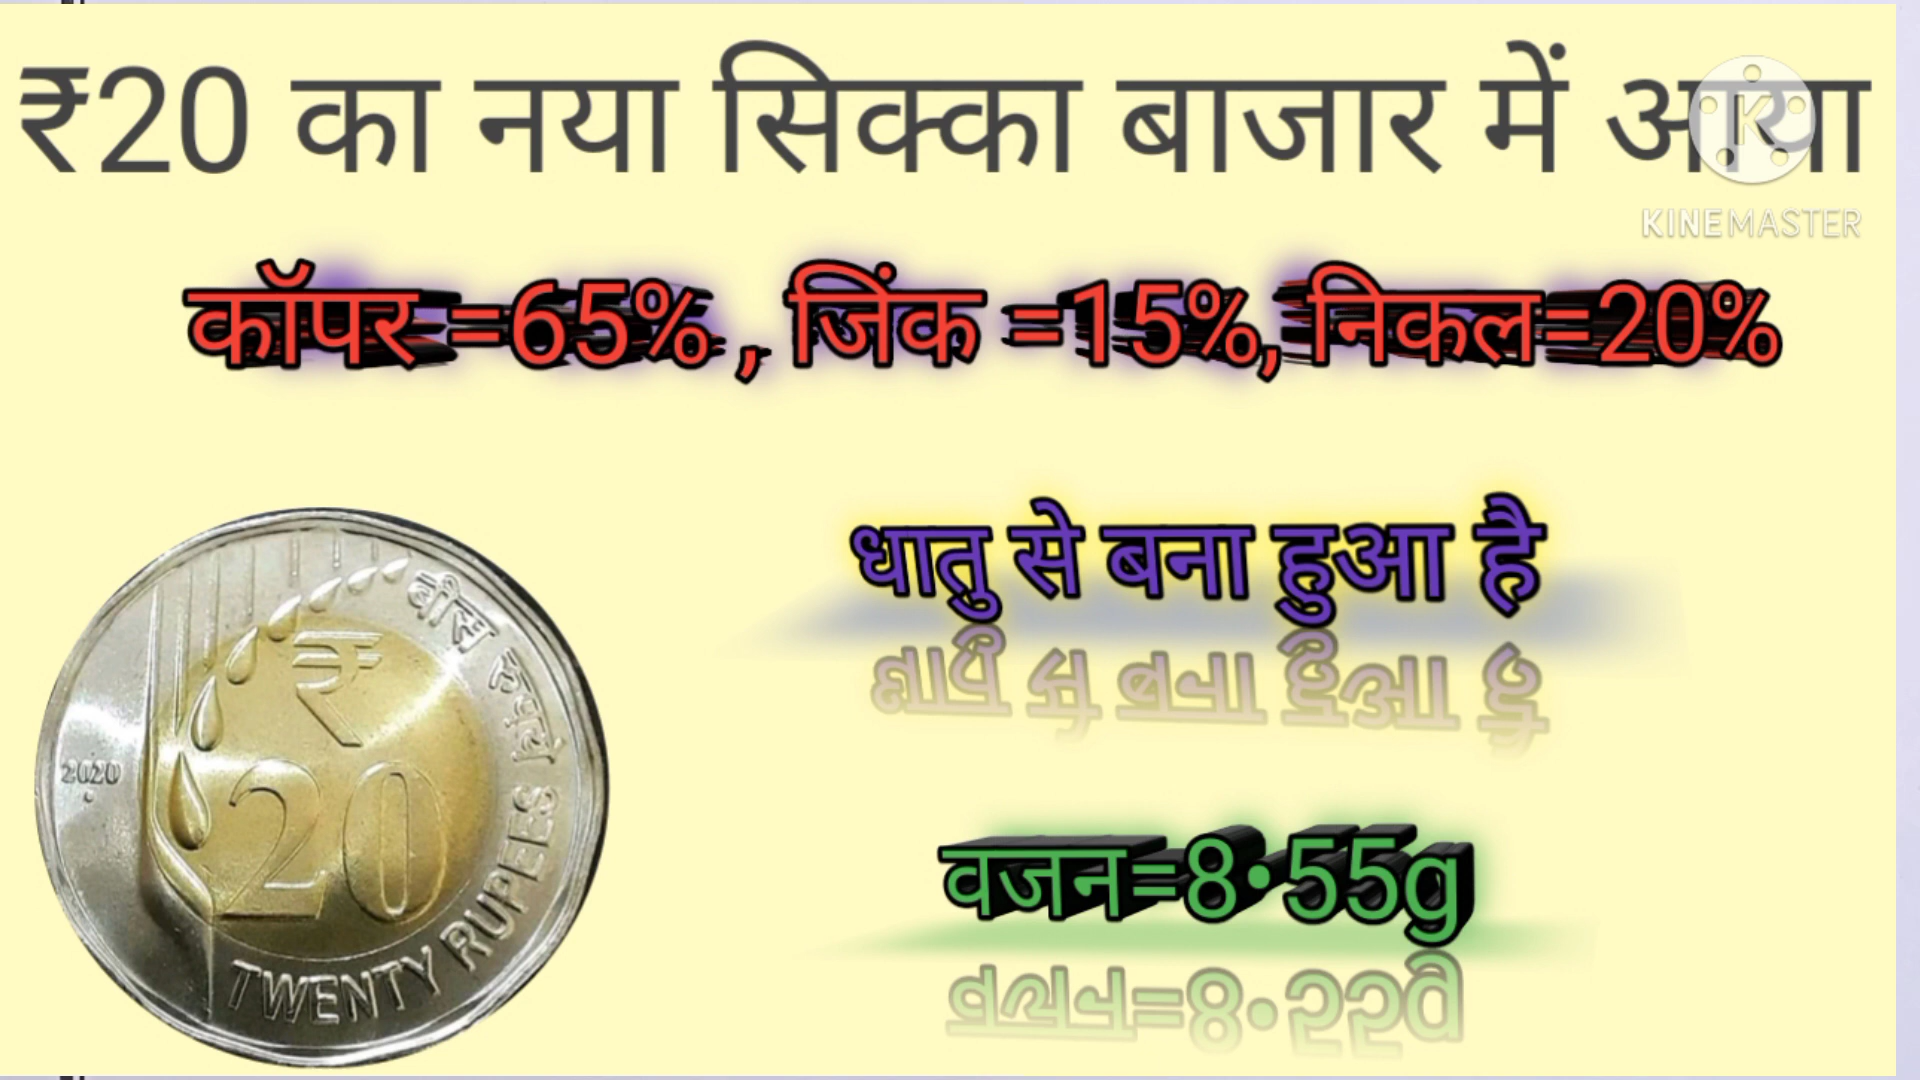 ₹20 का नया सिक्का बाजार में आया
KINEMASTER
कॉपर =65% , जिंक =15%, निकल=20%
धातु से बना हुआ है
वजन=8•55g
₹
20
बीस रुपये
2020
TWENTY RUPEES